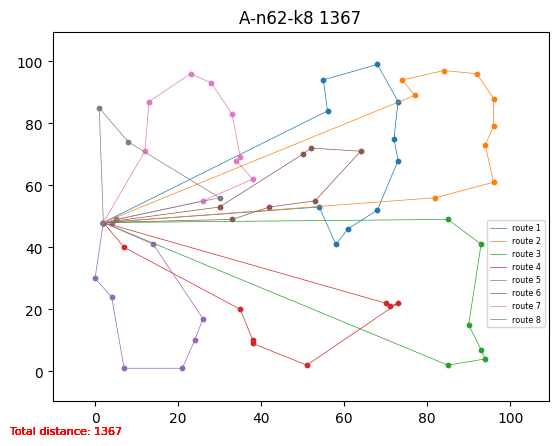 A-n62-k8 1367
100
80
60
40
20
0
0 20 40 60 80 100
route 1
route 2
route 3
route 4
route 5
route 6
route 7
route 8
Total distance: 1367